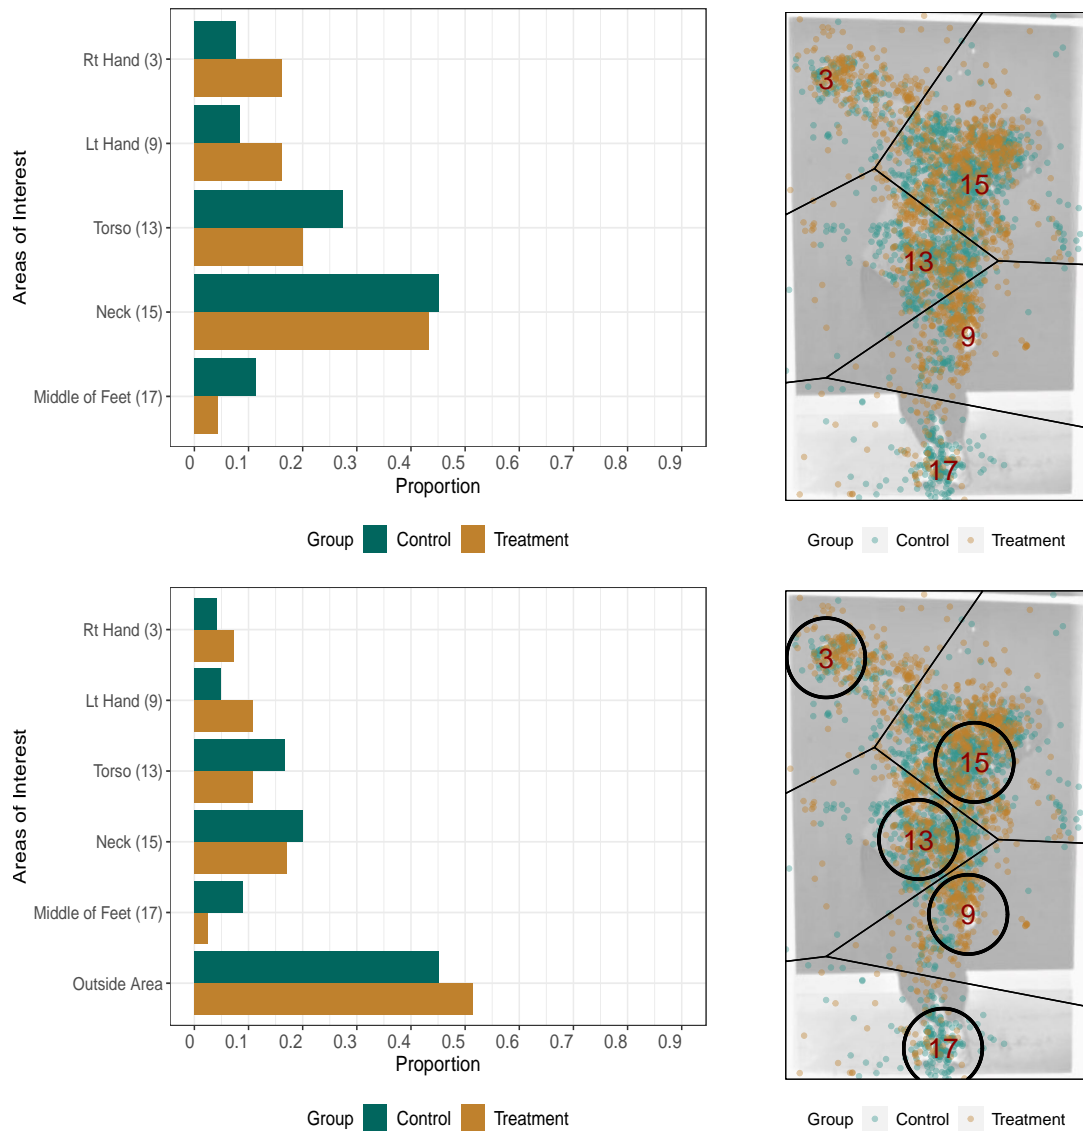 Areas of Interest
Rt Hand (3)
Lt Hand (9)
Torso (13)
Neck (15)
Middle of Feet (17)
0 0.1 0.2 0.3 0.4 0.5 0.6 0.7 0.8 0.9
Proportion
Group Control Treatment
3
15
13
9
17
Group Control Treatment
Areas of Interest
Rt Hand (3)
Lt Hand (9)
Torso (13)
Neck (15)
Middle of Feet (17)
Outside Area
0 0.1 0.2 0.3 0.4 0.5 0.6 0.7 0.8 0.9
Proportion
Group Control Treatment
3
15
13
9
17
Group Control Treatment